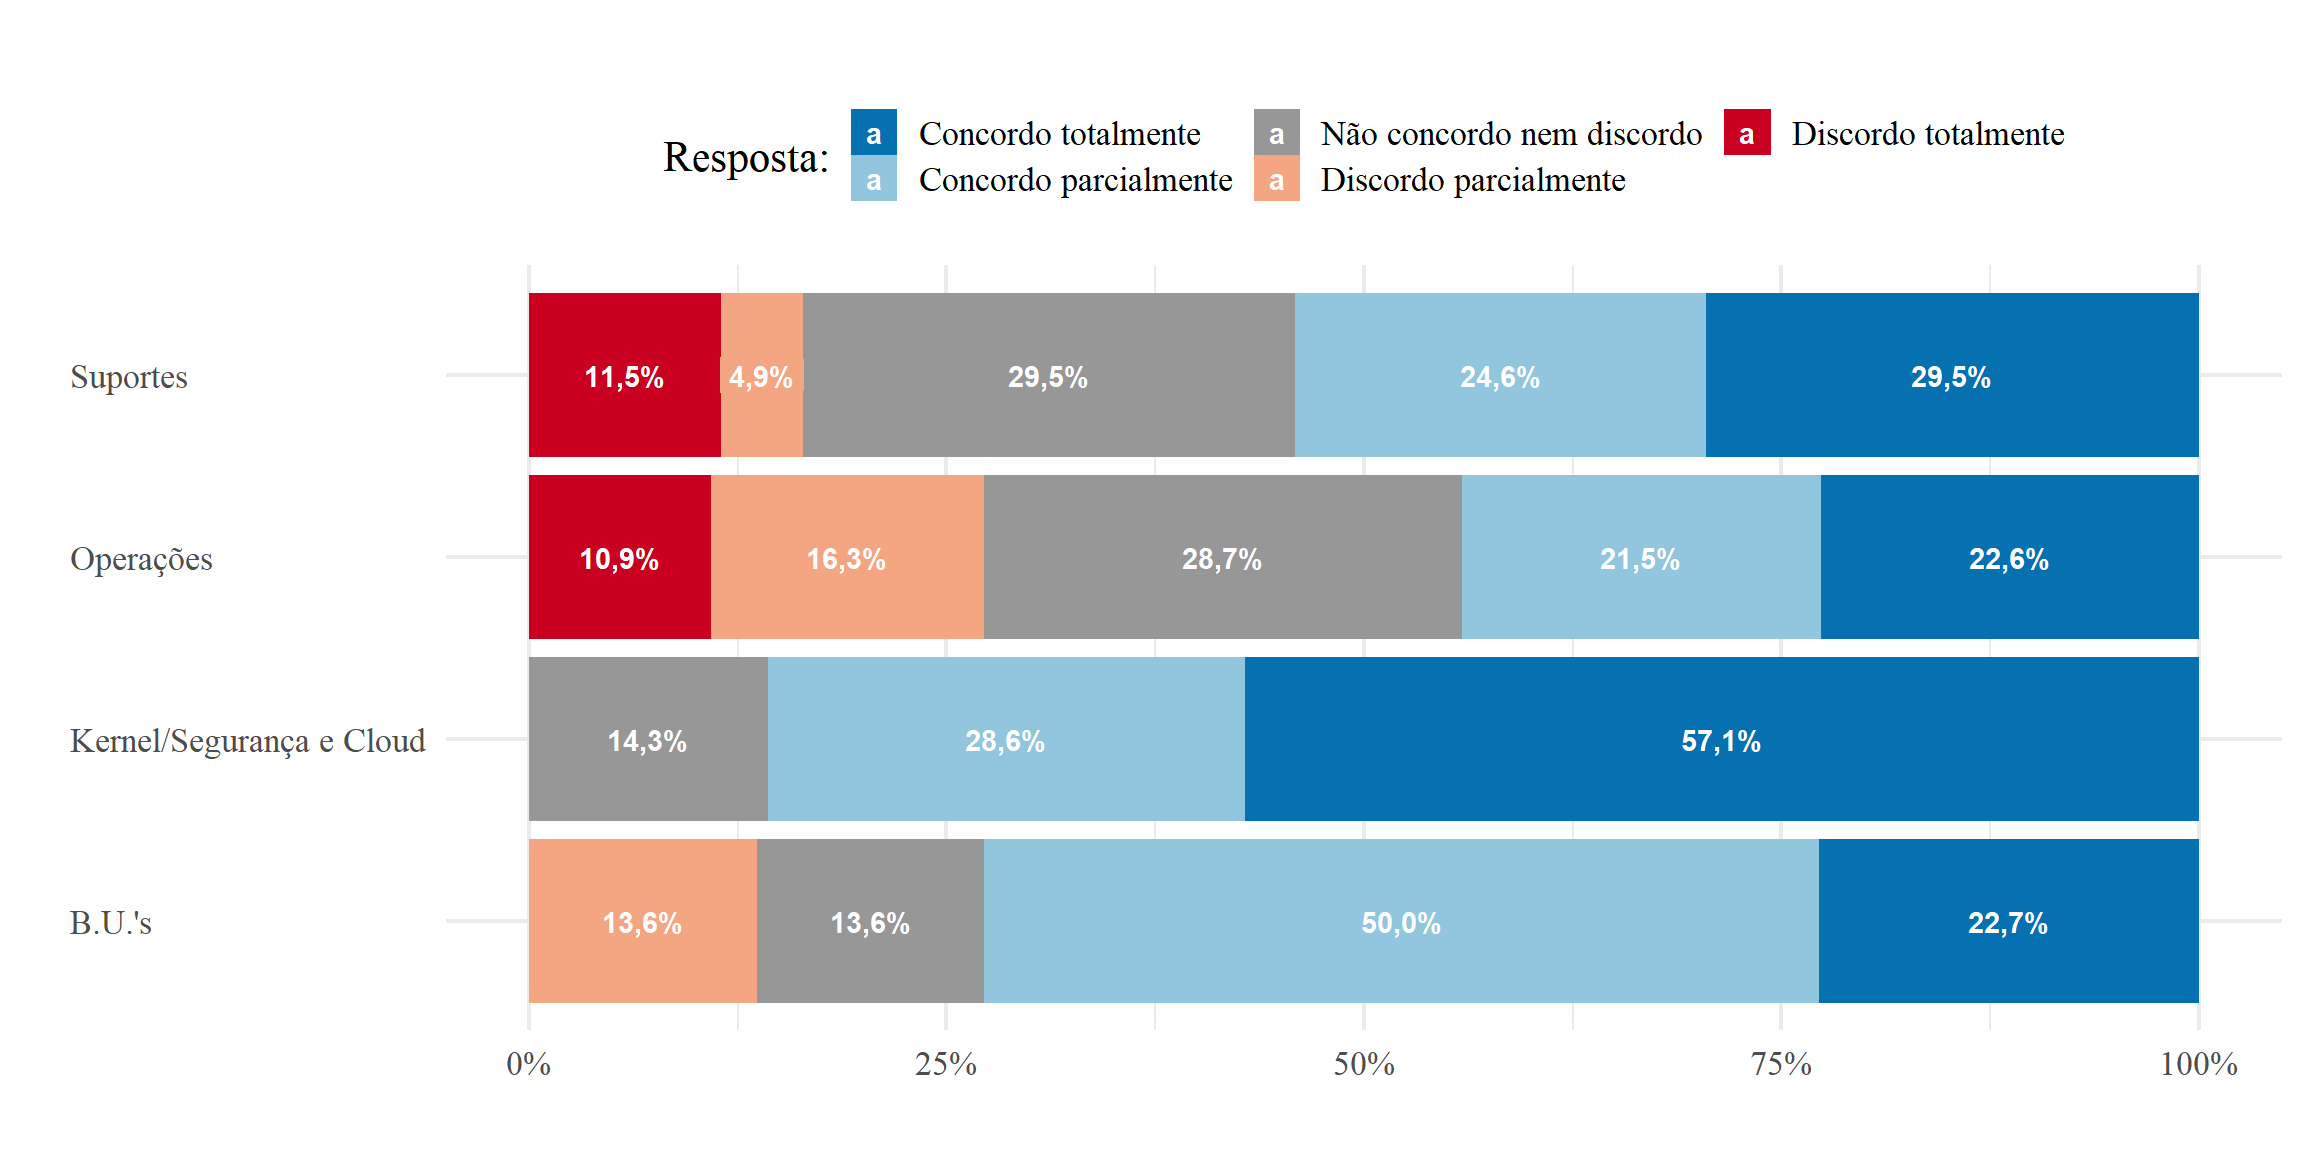 Resposta:
a Concordo totalmente
a Concordo parcialmente
a Não concordo nem discordo
a Discordo parcialmente
a Discordo totalmente
Suportes
11,5% 4,9% 29,5% 24,6% 29,5%
Operações
10,9% 16,3% 28,7% 21,5% 22,6%
Kernel/Segurança e Cloud
14,3% 28,6% 57,1%
B.U.'s
13,6% 13,6% 50,0% 22,7%
0% 25% 50% 75% 100%